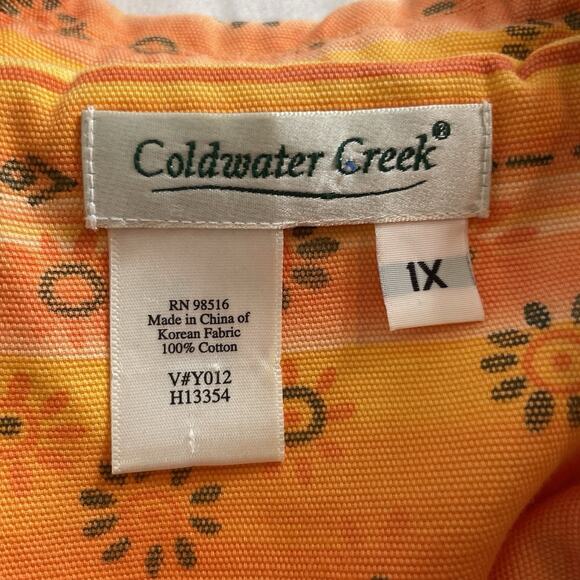 Coldwater Creek®
1X
RN 98516
Made in China of
Korean Fabric
100% Cotton
V#Y012
H13354